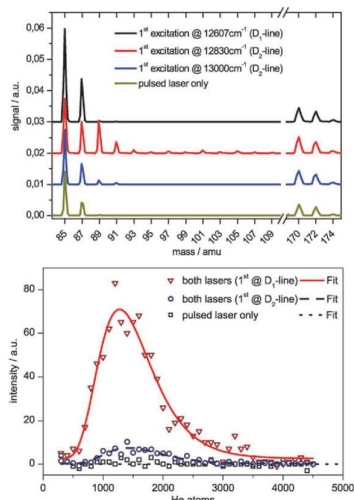 0,06
0,05
0,04
0,03
0,02
0,01
0,00
signal / a.u.
1st excitation @ 12607cm-1 (D1-line)
1st excitation @ 12830cm-1 (D2-line)
1st excitation @ 13000cm-1 (D2-line)
pulsed laser only
85 87 89 91 93 95 97 99 101 103 105 107 109 170 172 174
mass / amu
80
60
40
20
0
intensity / a.u.
both lasers (1st @ D1-line) Fit
both lasers (1st @ D2-line) Fit
pulsed laser only Fit
0 1000 2000 3000 4000 5000
He atoms